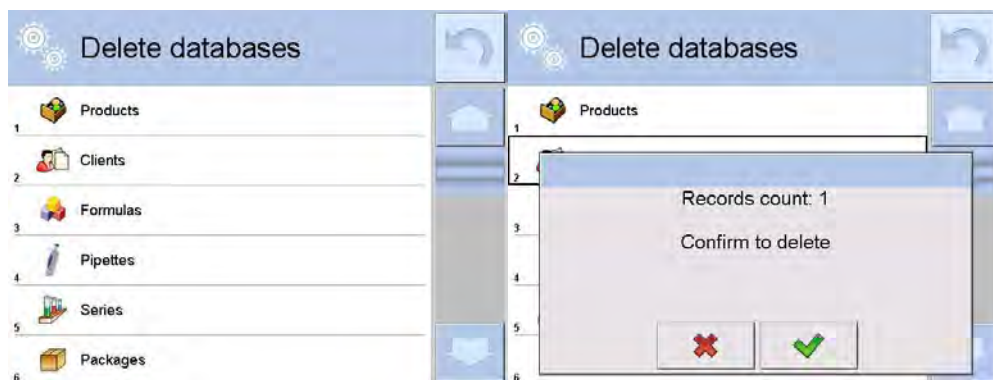 Delete databases
Products
1
Clients
2
Formulas
3
Pipettes
4
Series
5
Packages
6
Delete databases
Products
1
2
Records count: 1
3
Confirm to delete
4
5
6